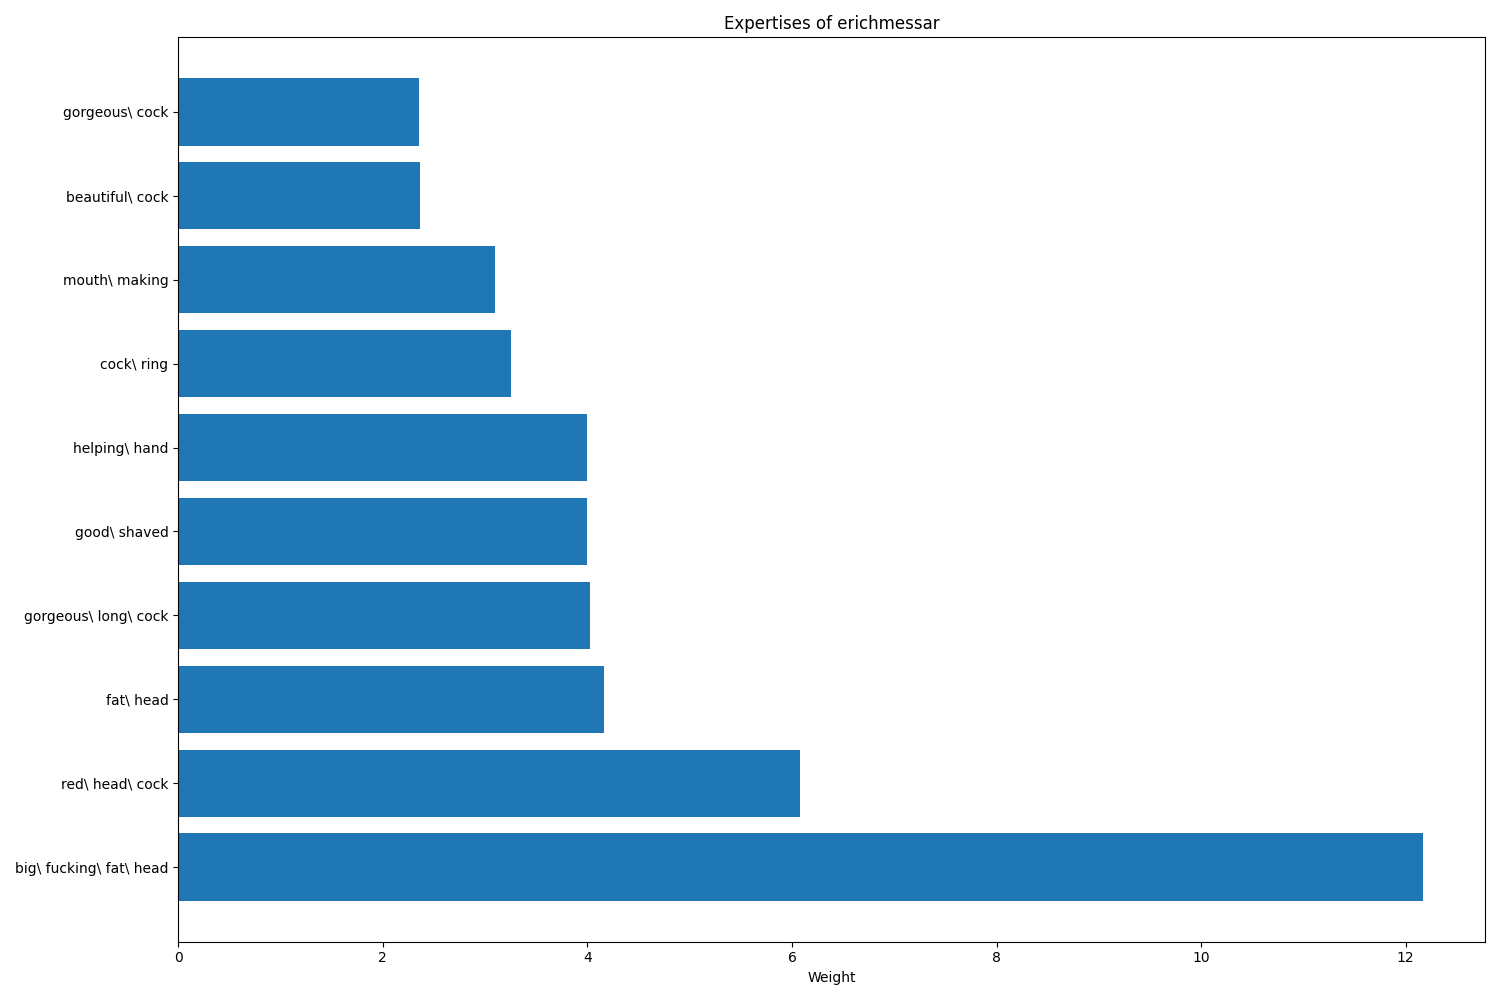 Expertises of erichmessar
gorgeous\ cock
beautiful\ cock
mouth\ making
cock\ ring
helping\ hand
good\ shaved
gorgeous\ long\ cock
fat\ head
red\ head\ cock
big\ fucking\ fat\ head
0 2 4 6 8 10 12
Weight